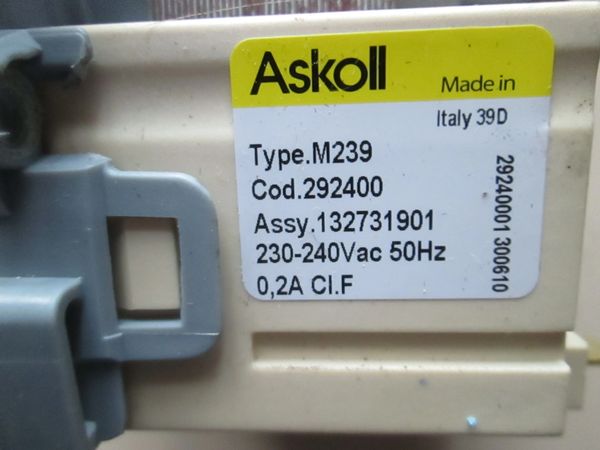 Askoll
Made in
Italy 39D
Type.M239
Cod.292400
Assy.132731901
230-240Vac 50Hz
0,2A Cl.F
29240001 300610